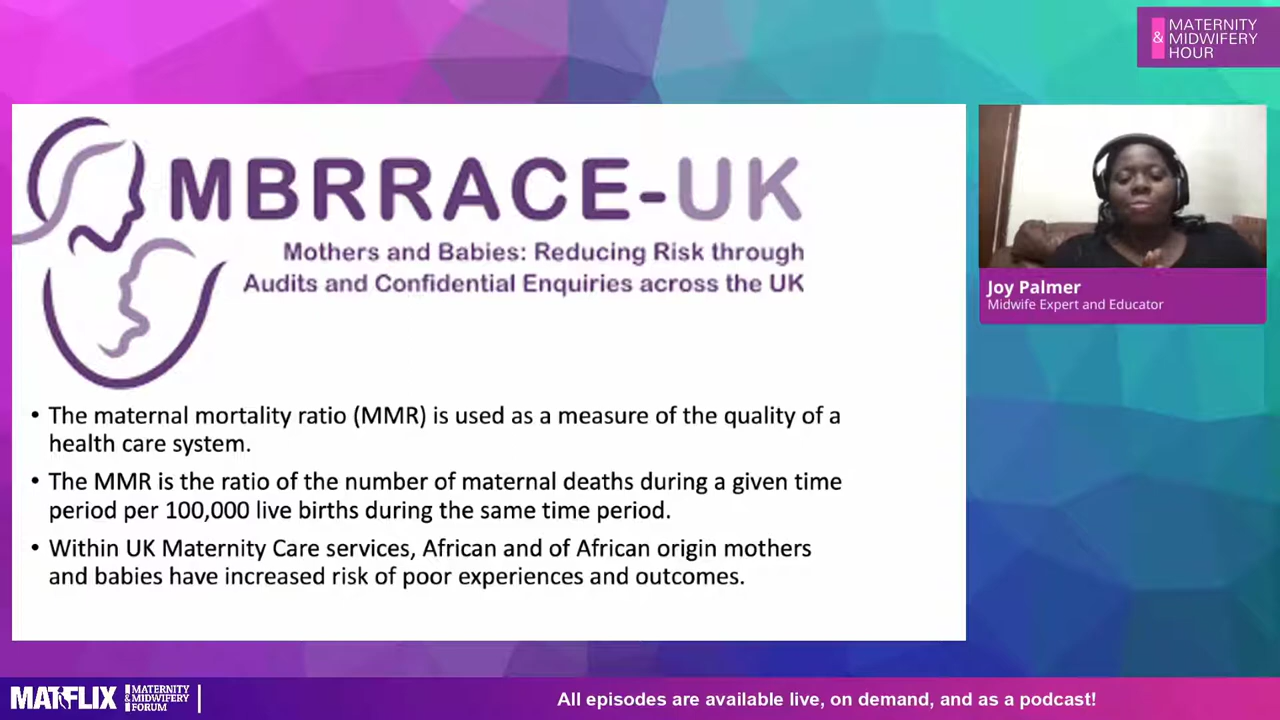 MATERNITY
& MIDWIFERY
HOUR
MBRRACE-UK
Mothers and Babies: Reducing Risk through
Audits and Confidential Enquiries across the UK
• The maternal mortality ratio (MMR) is used as a measure of the quality of a
health care system.
• The MMR is the ratio of the number of maternal deaths during a given time
period per 100,000 live births during the same time period.
• Within UK Maternity Care services, African and of African origin mothers
and babies have increased risk of poor experiences and outcomes.
Joy Palmer
Midwife Expert and Educator
MATFLIX
MATERNITY
& MIDWIFERY
FORUM
All episodes are available live, on demand, and as a podcast!